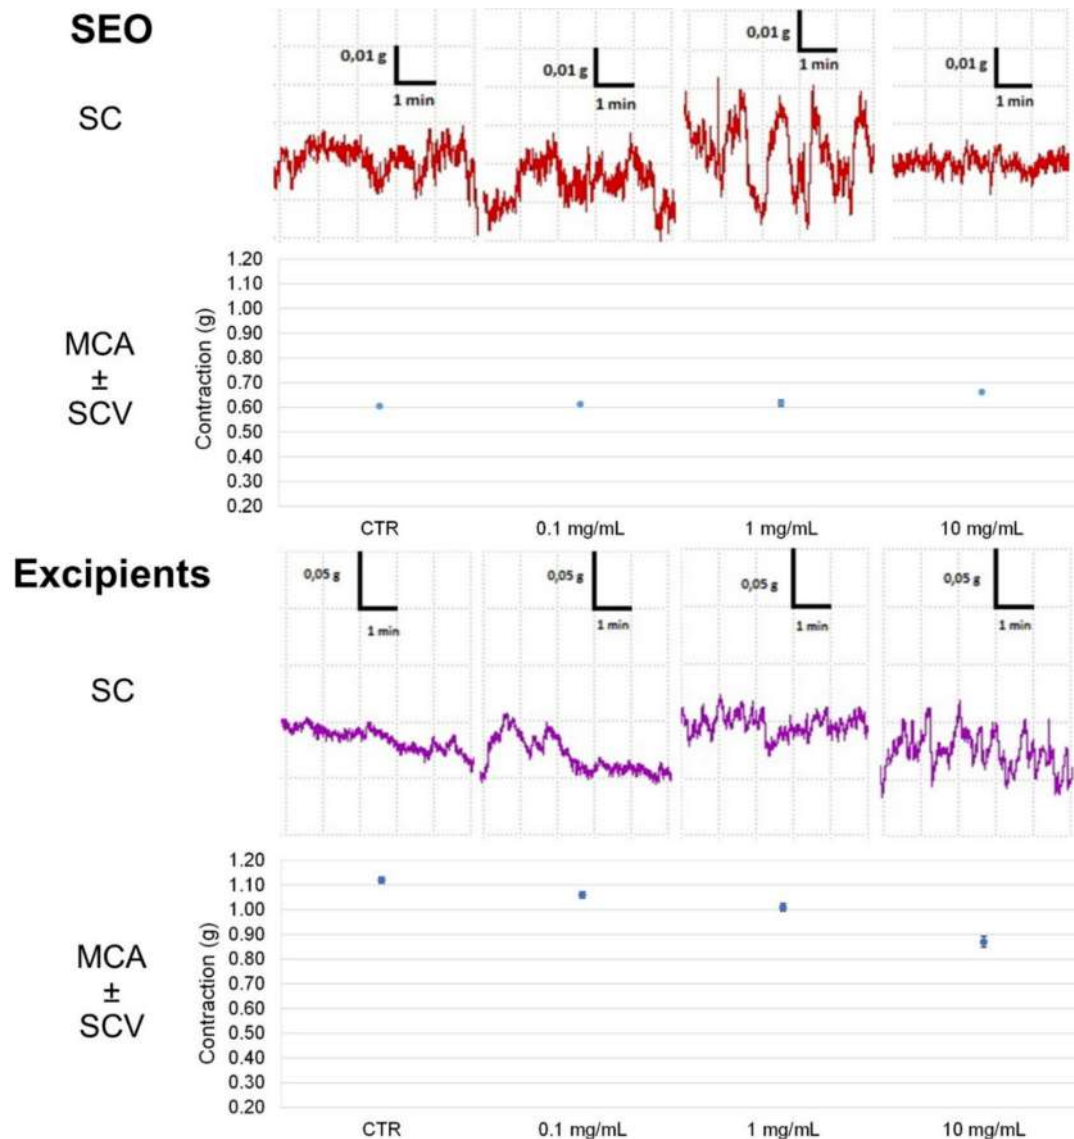 SEO
0,01 g
1 min
0,01 g
1 min
0,01 g
1 min
0,01 g
1 min
SC
MCA
±
SCV
Contraction (g)
1.20
1.10
1.00
0.90
0.80
0.70
0.60
0.50
0.40
0.30
0.20
CTR 0.1 mg/mL 1 mg/mL 10 mg/mL
Excipients
0,05 g
1 min
0,05 g
1 min
0,05 g
1 min
0,05 g
1 min
SC
MCA
±
SCV
Contraction (g)
1.20
1.10
1.00
0.90
0.80
0.70
0.60
0.50
0.40
0.30
0.20
CTR 0.1 mg/mL 1 mg/mL 10 mg/mL